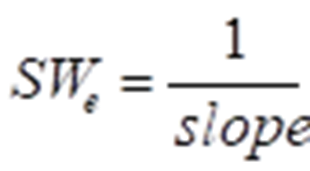 SWₑ = 1
slope